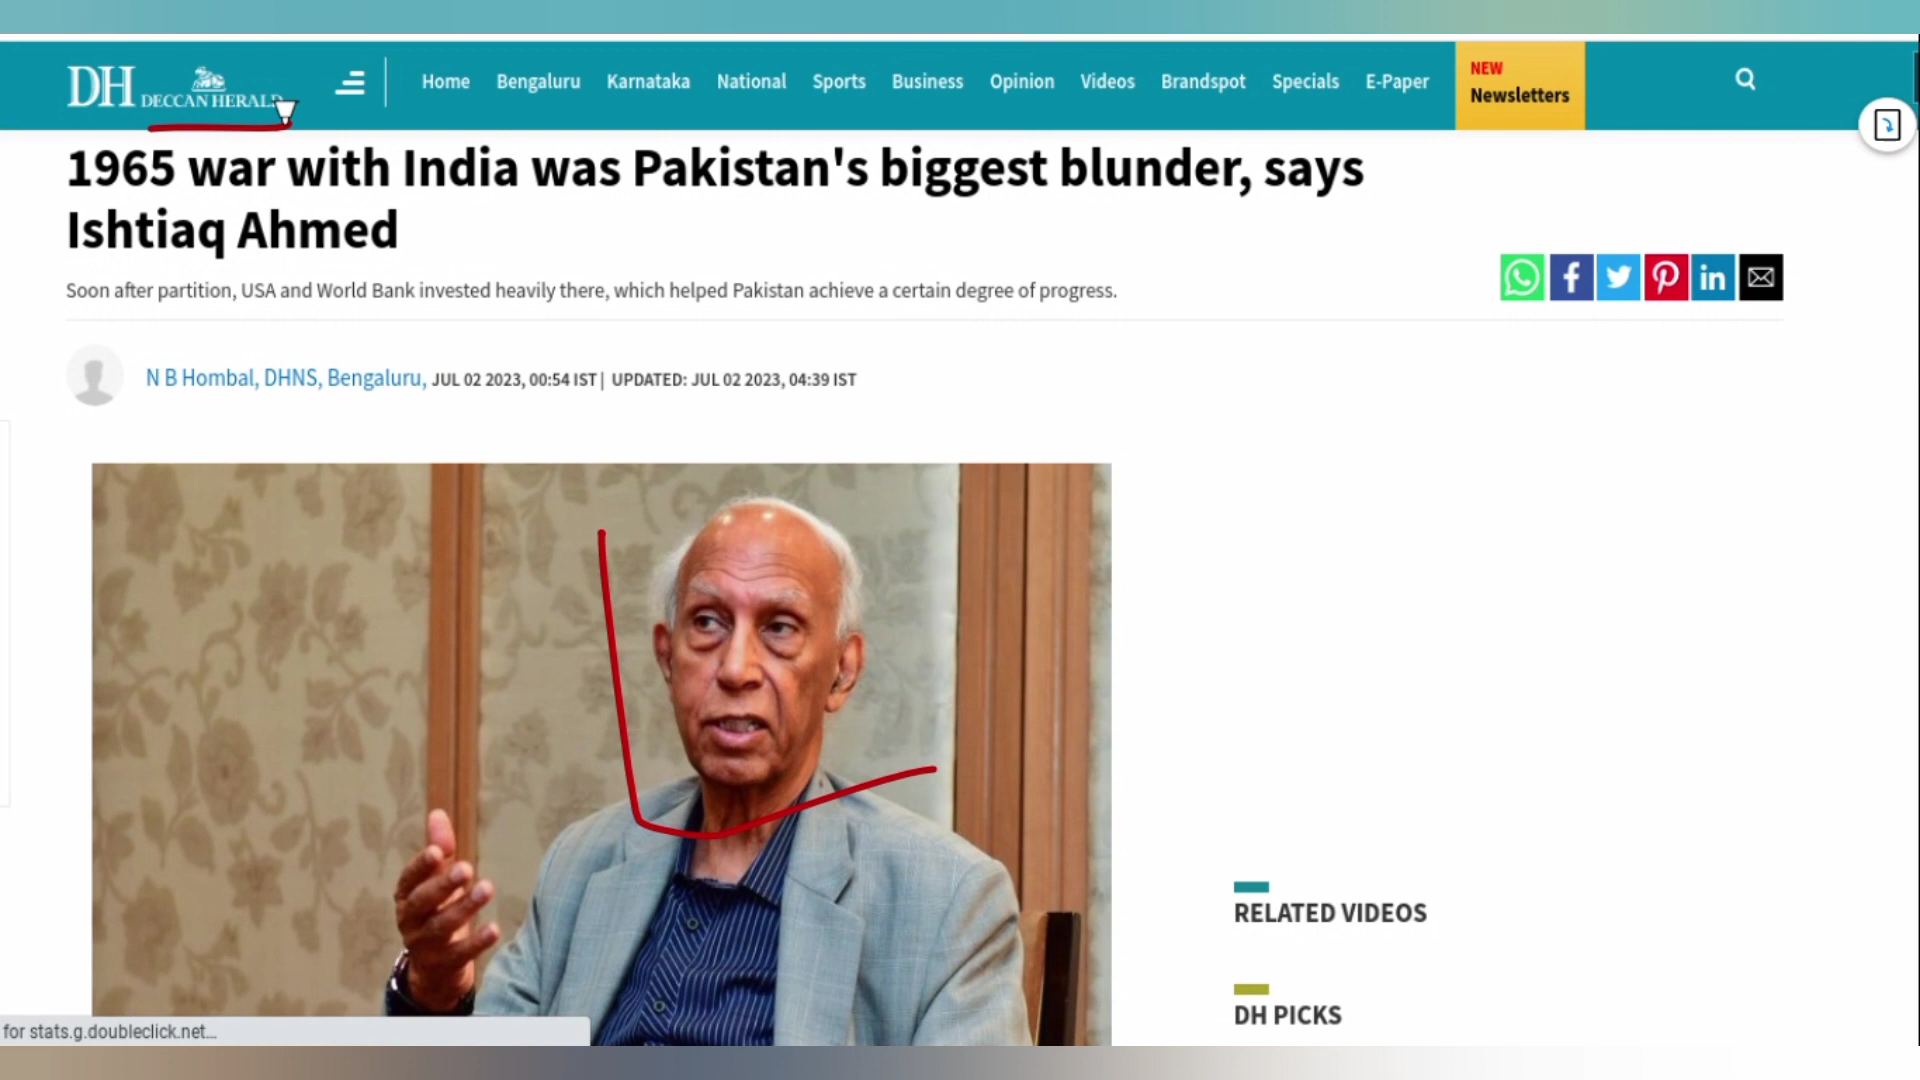 DH DECCAN HERALD
Home Bengaluru Karnataka National Sports Business Opinion Videos Brandspot Specials E-Paper
NEW
Newsletters
1965 war with India was Pakistan's biggest blunder, says
Ishtiaq Ahmed
Soon after partition, USA and World Bank invested heavily there, which helped Pakistan achieve a certain degree of progress.
N B Hombal, DHNS, Bengaluru, JUL 02 2023, 00:54 IST | UPDATED: JUL 02 2023, 04:39 IST
RELATED VIDEOS
DH PICKS
for stats.g.doubleclick.net...